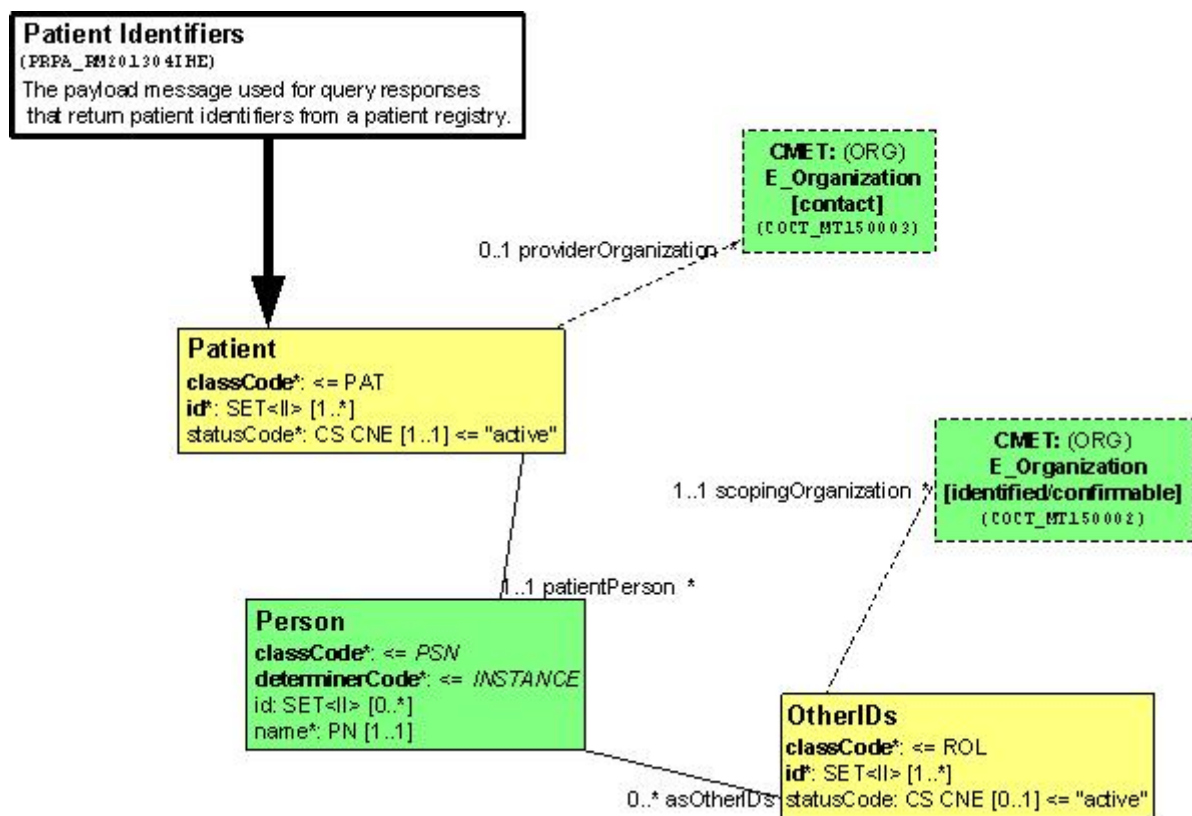 Patient Identifiers
(PRPA_RM201304IHE)
The payload message used for query responses
that return patient identifiers from a patient registry.
CMET: (ORG)
E_Organization
[contact]
(COCT_MT150003)
0..1 providerOrganization *
Patient
classCode*: <= PAT
id*: SET<II> [1..*]
statusCode*: CS CNE [1..1] <= "active"
CMET: (ORG)
E_Organization
[identified/confirmable]
(COCT_MT150002)
1..1 scopingOrganization *
1..1 patientPerson *
Person
classCode*: <= PSN
determinerCode*: <= INSTANCE
id: SET<II> [0..*]
name*: PN [1..1]
OtherIDs
classCode*: <= ROL
id*: SET<II> [1..*]
statusCode: CS CNE [0..1] <= "active"
0..* asOtherIDs